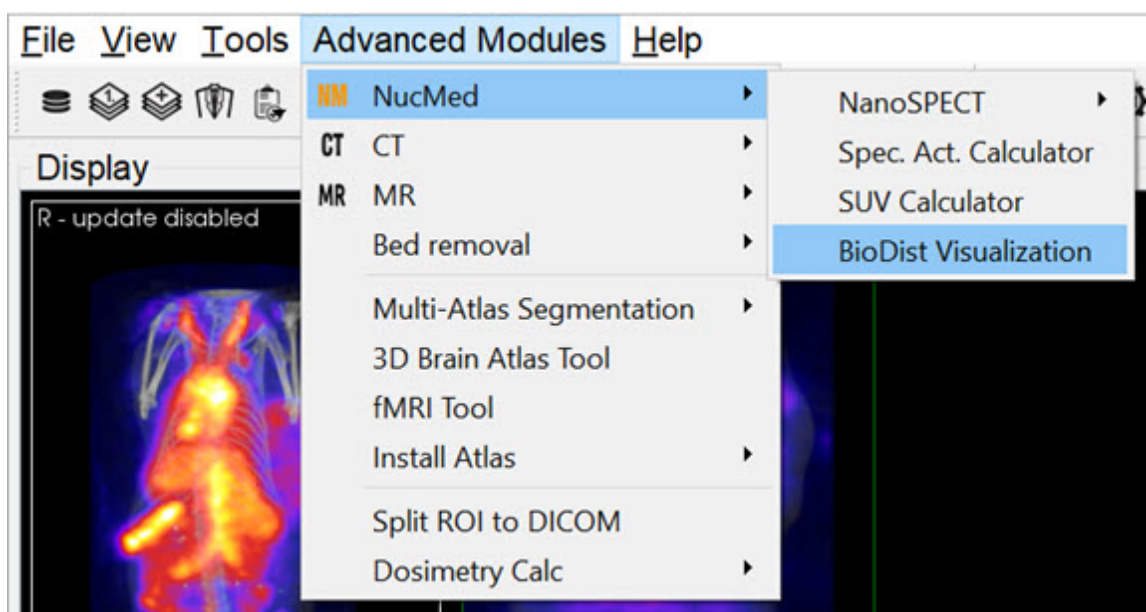 File View Tools Advanced Modules Help
NM NucMed
CT CT
MR MR
Bed removal
Multi-Atlas Segmentation
3D Brain Atlas Tool
fMRI Tool
Install Atlas
Split ROI to DICOM
Dosimetry Calc
NanoSPECT
Spec. Act. Calculator
SUV Calculator
BioDist Visualization
1
Display
R - update disabled